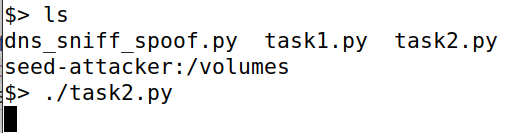 $> ls
dns_sniff_spoof.py  task1.py  task2.py
seed-attacker:/volumes
$> ./task2.py